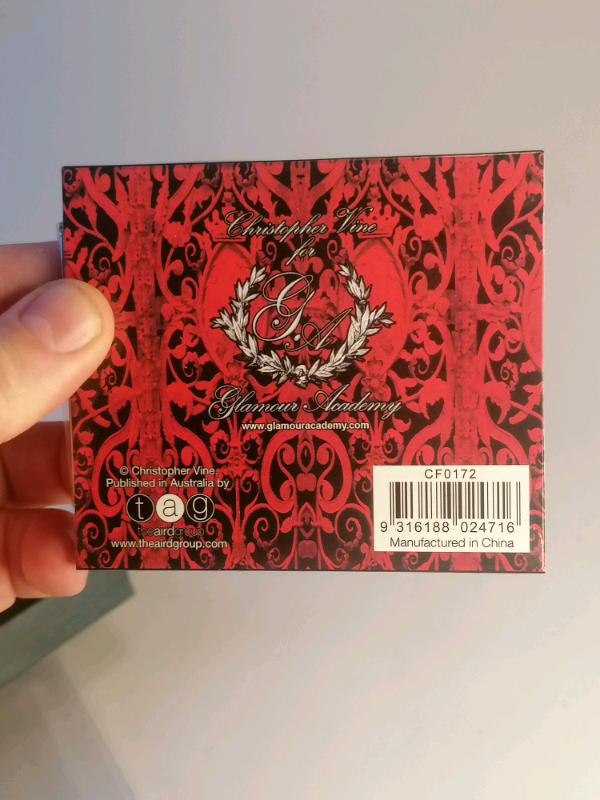 Christopher Vine
for
G.A
Glamour Academy
www.glamouracademy.com
© Christopher Vine.
Published in Australia by
tag
theairdgroup
www.theairdgroup.com
CF0172
9 316188 024716
Manufactured in China